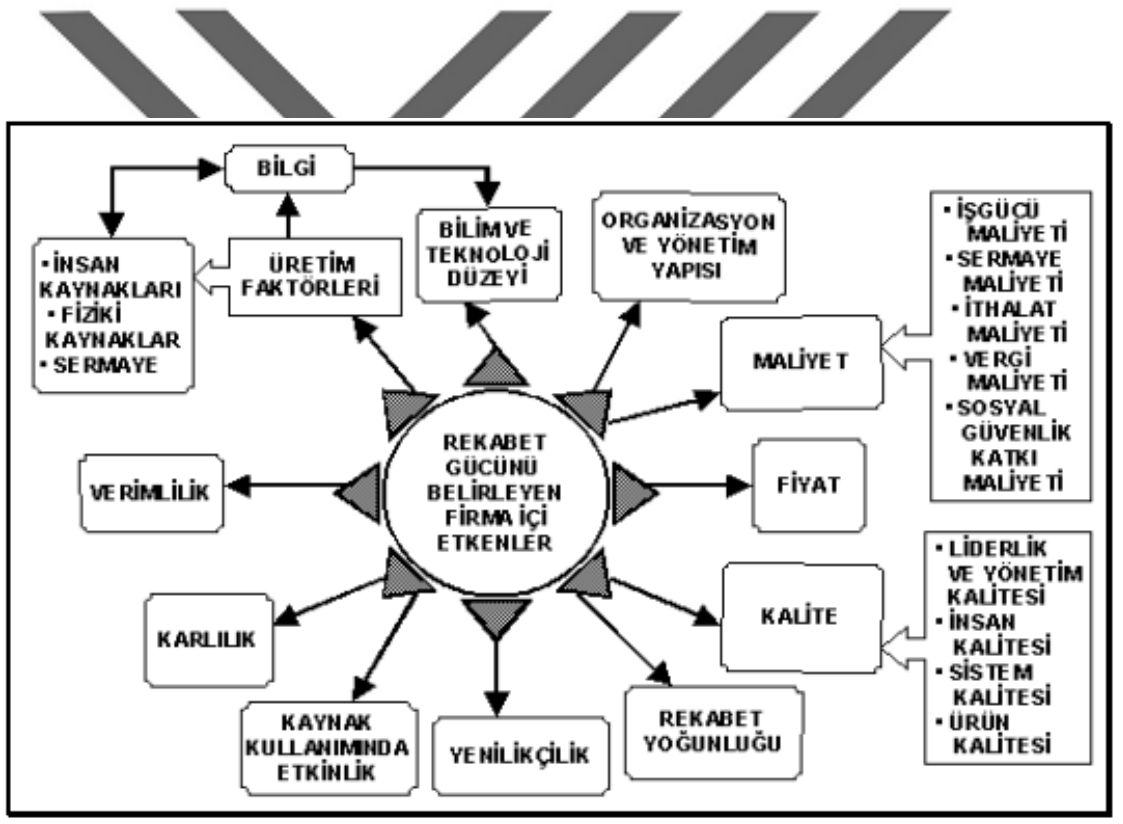 BİLGİ
▪ İNSAN
KAYNAKLARI
▪ FİZİKİ
KAYNAKLAR
▪ SERMAYE
ÜRETİM
FAKTÖRLERİ
BİLİM VE
TEKNOLOJİ
DÜZEYİ
ORGANİZASYON
VE YÖNETİM
YAPISI
MALİYET
▪ İŞGÜCÜ
MALİYETİ
▪ SERMAYE
MALİYETİ
▪ İTHALAT
MALİYETİ
▪ VERGİ
MALİYETİ
▪ SOSYAL
GÜVENLİK
KATKI
MALİYETİ
REKABET
GÜCÜNÜ
BELİRLEYEN
FİRMA İÇİ
ETKENLER
VERİMLİLİK
FİYAT
KARLILIK
KALİTE
▪ LİDERLİK
VE YÖNETİM
KALİTESİ
▪ İNSAN
KALİTESİ
▪ SİSTEM
KALİTESİ
▪ ÜRÜN
KALİTESİ
KAYNAK
KULLANIMINDA
ETKİNLİK
YENİLİKÇİLİK
REKABET
YOĞUNLUĞU